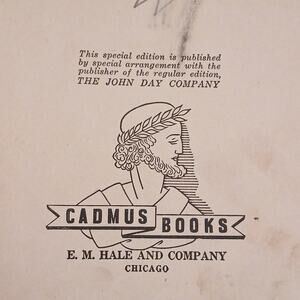 This special edition is published
by special arrangement with the
publisher of the regular edition,
THE JOHN DAY COMPANY
CADMUS BOOKS
E. M. HALE AND COMPANY
CHICAGO